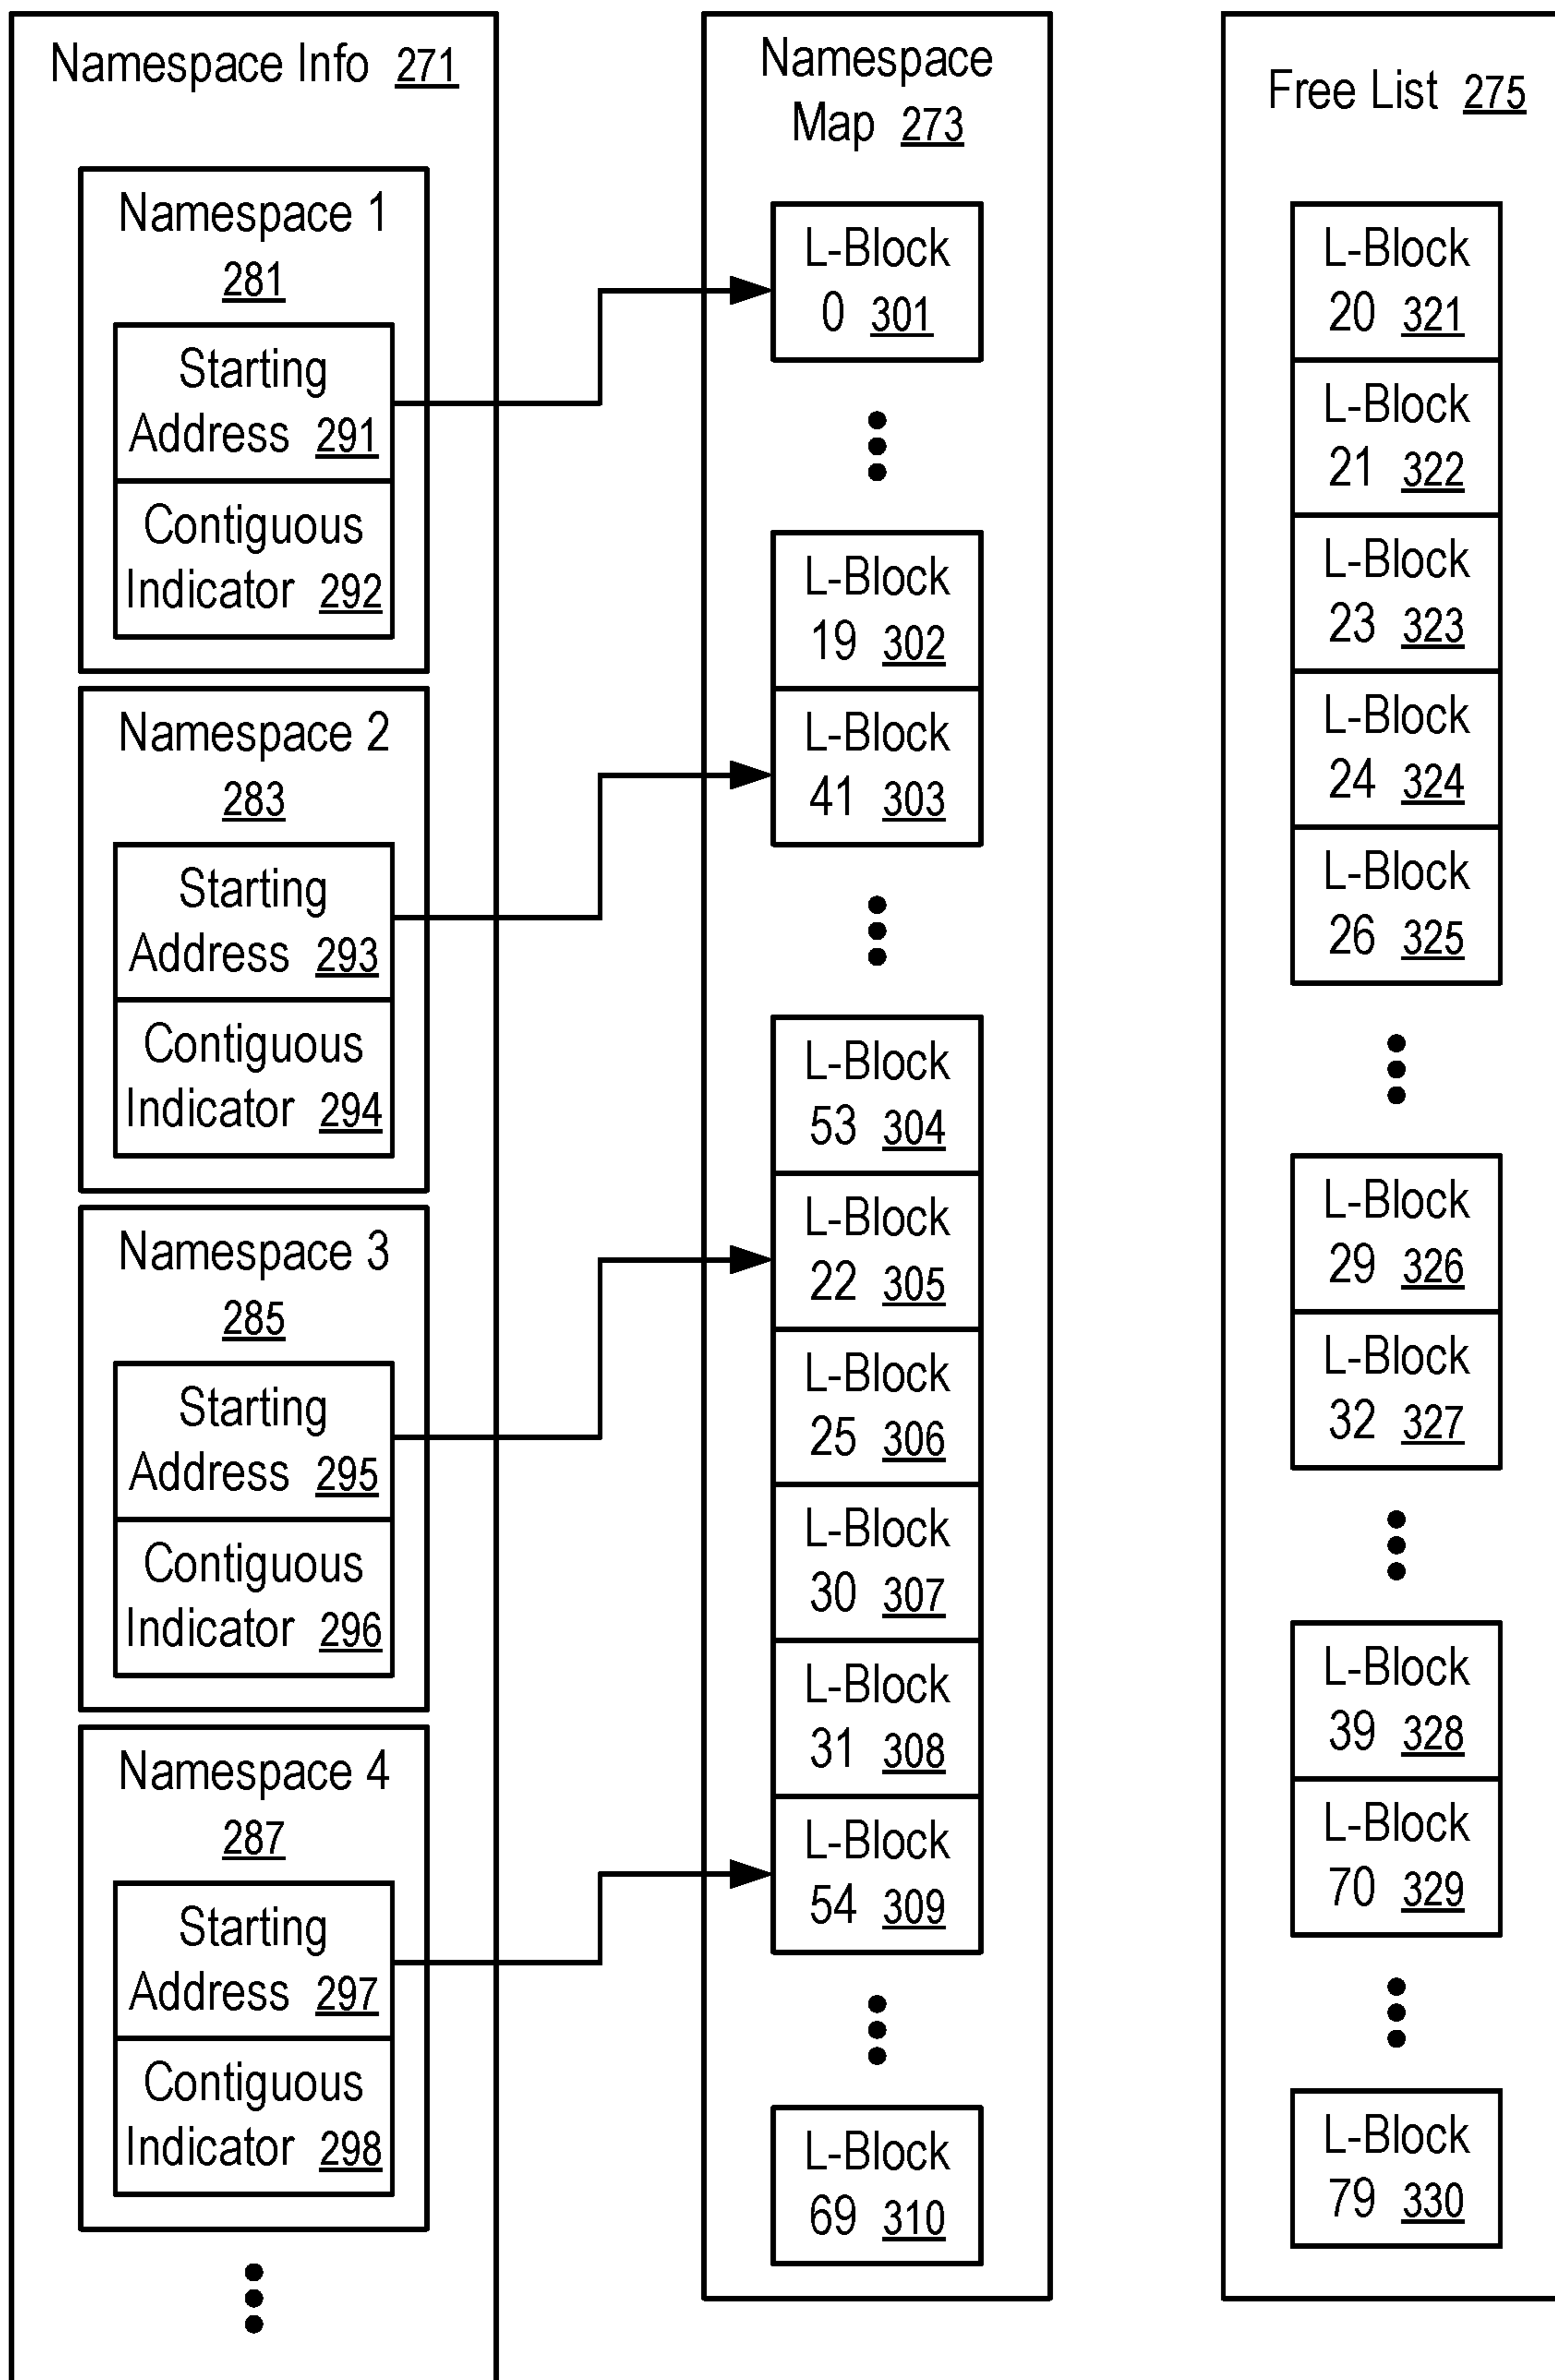 Namespace Info 271
Namespace 1
281
Starting
Address 291
Contiguous
Indicator 292
Namespace 2
283
Starting
Address 293
Contiguous
Indicator 294
Namespace 3
285
Starting
Address 295
Contiguous
Indicator 296
Namespace 4
287
Starting
Address 297
Contiguous
Indicator 298
Namespace
Map 273
L-Block
0 301
L-Block
19 302
L-Block
41 303
L-Block
53 304
L-Block
22 305
L-Block
25 306
L-Block
30 307
L-Block
31 308
L-Block
54 309
L-Block
69 310
Free List 275
L-Block
20 321
L-Block
21 322
L-Block
23 323
L-Block
24 324
L-Block
26 325
L-Block
29 326
L-Block
32 327
L-Block
39 328
L-Block
70 329
L-Block
79 330